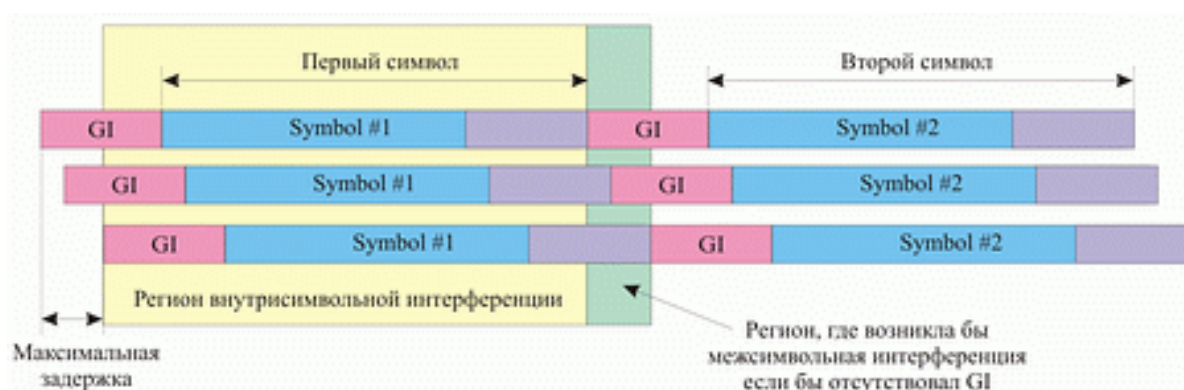 Первый символ
Второй символ
GI Symbol #1 GI Symbol #2
GI Symbol #1 GI Symbol #2
GI Symbol #1 GI Symbol #2
Регион внутрисимвольной интерференции
Максимальная
задержка
Регион, где возникла бы
межсимвольная интерференция
если бы отсутствовал GI